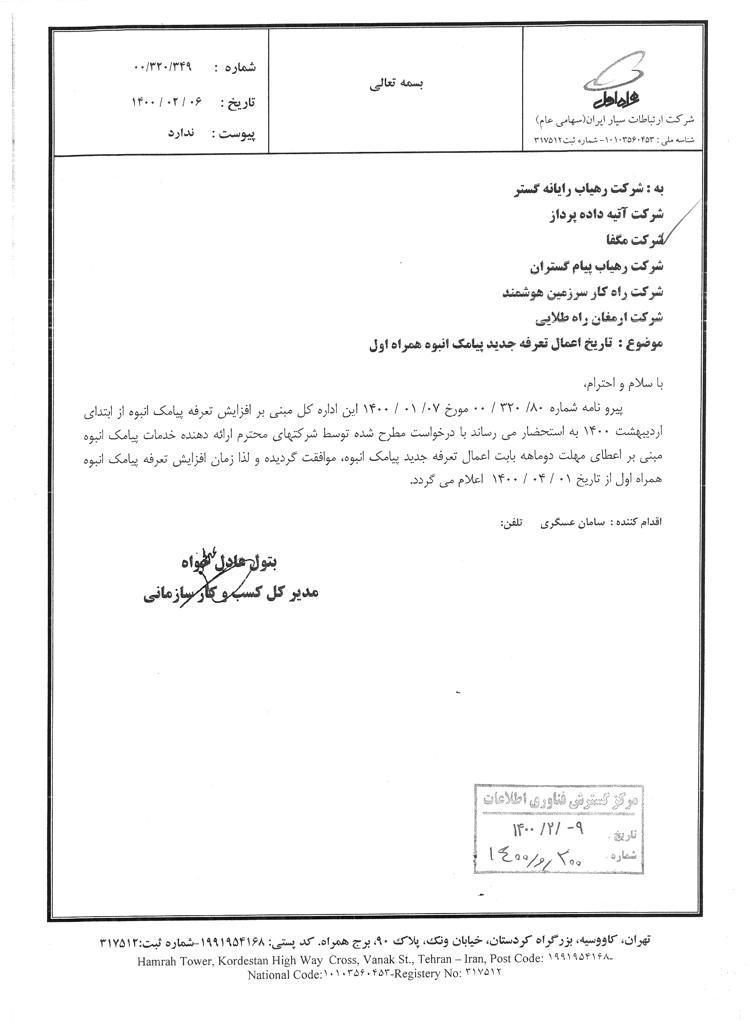 همراه اول
شرکت ارتباطات سیار ایران(سهامی عام)
شناسه ملی : ۱۰۱۰۳۵۶۰۴۵۳- شماره ثبت ۳۱۷۵۱۲
بسمه تعالی
شماره : ۰۰/۳۲۰/۳۴۹
تاریخ : ۱۴۰۰/۰۲/۰۶
پیوست : ندارد
به : شرکت رهیاب رایانه گستر
شرکت آتیه داده پرداز
شرکت مگفا
شرکت رهیاب پیام گستران
شرکت راه کار سرزمین هوشمند
شرکت ارمغان راه طلایی
موضوع : تاریخ اعمال تعرفه جدید پیامک انبوه همراه اول
با سلام و احترام,
پیرو نامه شماره ۸۰/ ۳۲۰ / ۰۰ مورخ ۰۷/ ۰۱ / ۱۴۰۰ این اداره کل مبنی بر افزایش تعرفه پیامک انبوه از ابتدای
اردیبهشت ۱۴۰۰ به استحضار می رساند با درخواست مطرح شده توسط شرکتهای محترم ارائه دهنده خدمات پیامک انبوه
مبنی بر اعطای مهلت دوماهه بابت اعمال تعرفه جدید پیامک انبوه، موافقت گردیده و لذا زمان افزایش تعرفه پیامک انبوه
همراه اول از تاریخ ۰۱ / ۰۴ / ۱۴۰۰ اعلام می گردد.
اقدام کننده : سامان عسگری تلفن:
بتول عادل خواه
مدیر کل کسب و کار سازمانی
مرکز گسترش فناوری اطلاعات
تاریخ: ۱۴۰۰/۲/-۹
شماره: ۱۴۰۰/ر/۳۰۰
تهران، کاووسیه، بزرگراه کردستان، خیابان ونک، پلاک ۹۰، برج همراه. کد پستی: ۱۹۹۱۹۵۴۱۶۸-شماره ثبت:۳۱۷۵۱۲
Hamrah Tower, Kordestan High Way Cross, Vanak St., Tehran – Iran, Post Code: ۱۹۹۱۹۵۴۱۶۸-
National Code:۱۰۱۰۳۵۶۰۴۵۳-Registery No: ۳۱۷۵۱۲